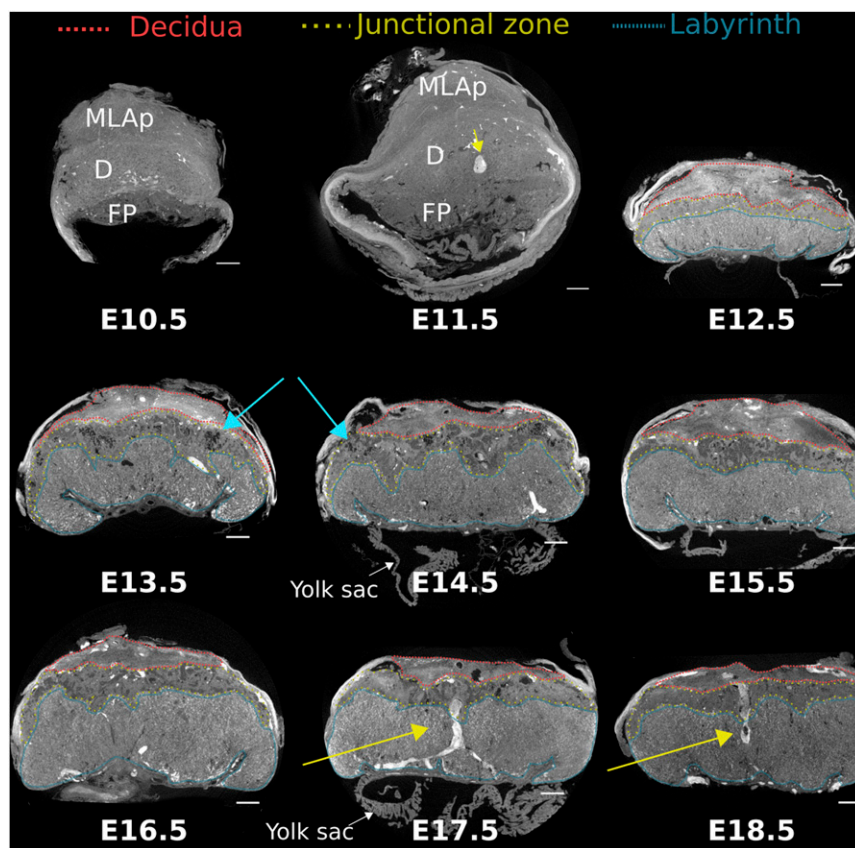 Decidua Junctional zone Labyrinth
MLAp
D
FP
MLAp
D
FP
E10.5 E11.5 E12.5
Yolk sac
E13.5 E14.5 E15.5
Yolk sac
E16.5 E17.5 E18.5